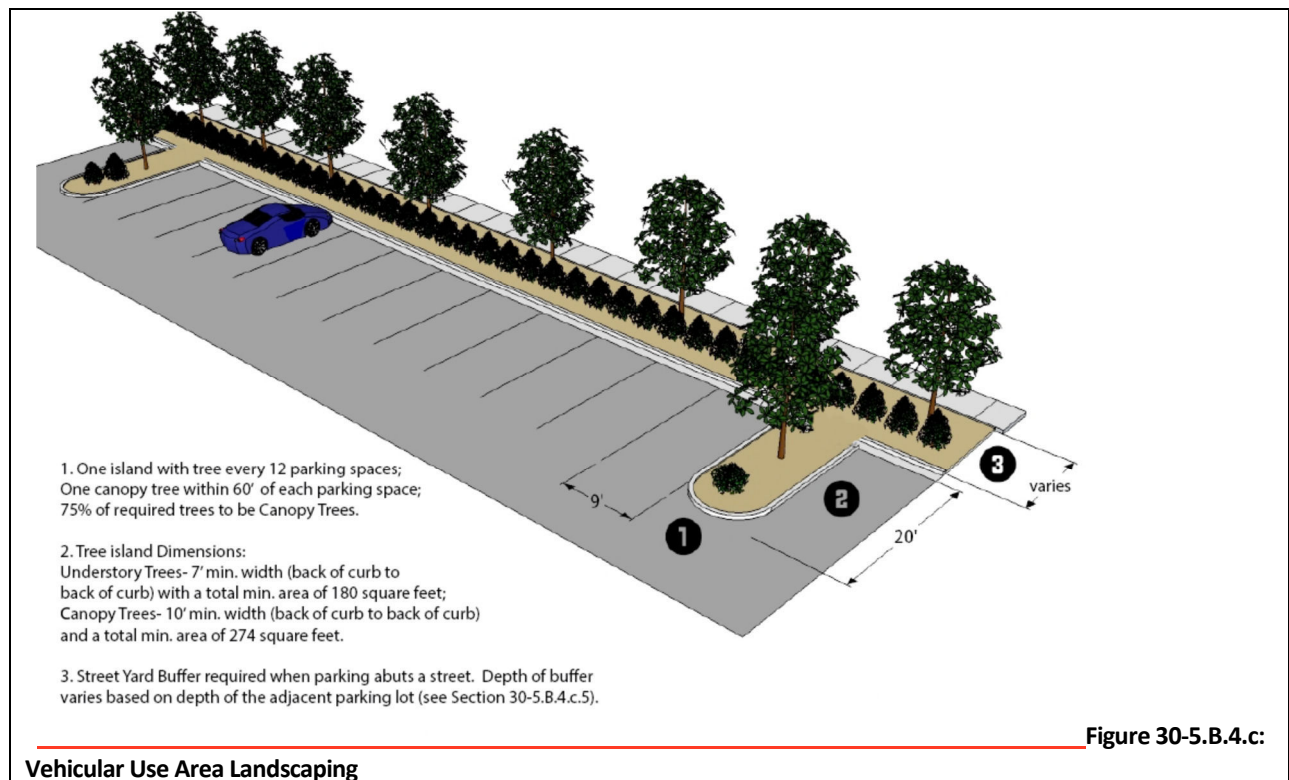 1. One island with tree every 12 parking spaces;
One canopy tree within 60' of each parking space;
75% of required trees to be Canopy Trees.
2. Tree island Dimensions:
Understory Trees- 7' min. width (back of curb to
back of curb) with a total min. area of 180 square feet;
Canopy Trees- 10' min. width (back of curb to back of curb)
and a total min. area of 274 square feet.
3. Street Yard Buffer required when parking abuts a street. Depth of buffer
varies based on depth of the adjacent parking lot (see Section 30-5.B.4.c.5).
9'
1
2
3
varies
20'
Figure 30-5.B.4.c:
Vehicular Use Area Landscaping